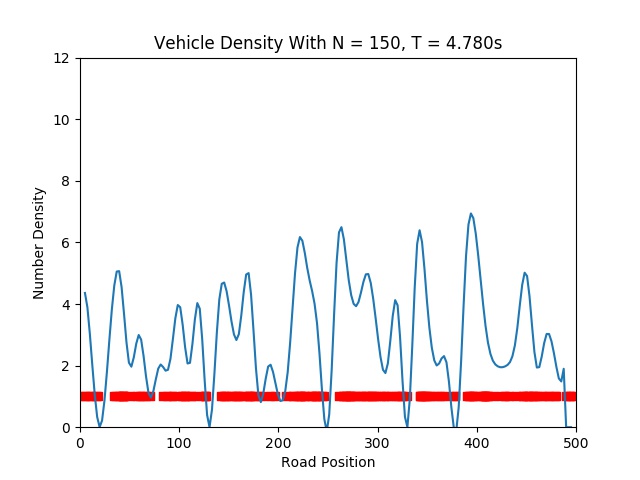 Vehicle Density With N = 150, T = 4.780s
12
10
8
6
4
2
0
Number Density
0 100 200 300 400 500
Road Position